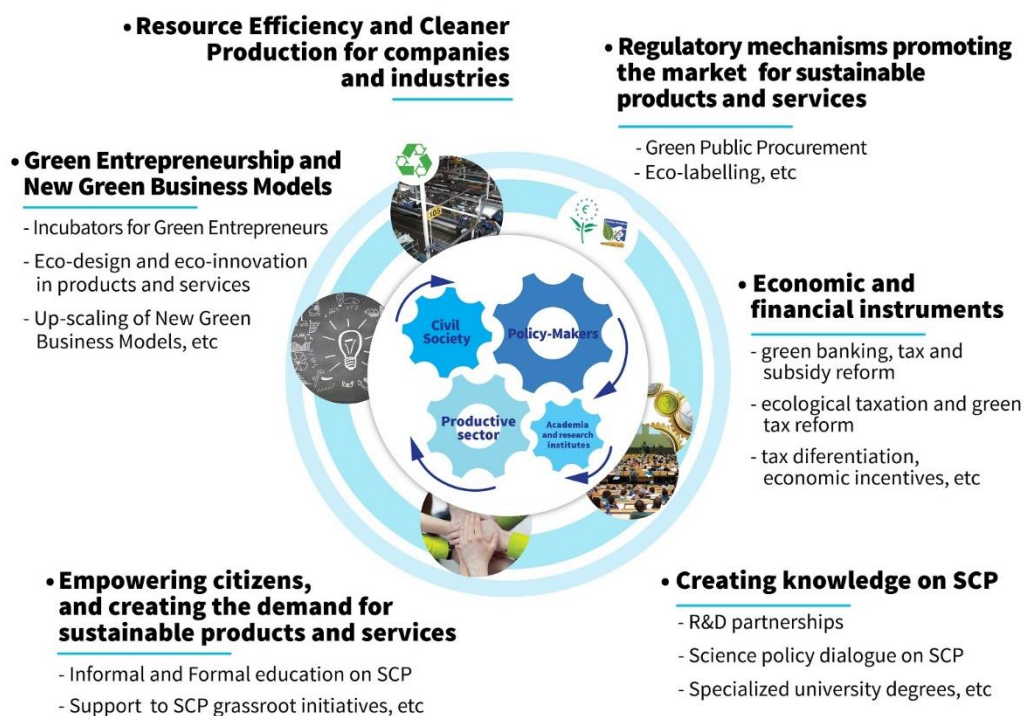 • Resource Efficiency and Cleaner
Production for companies
and industries
• Regulatory mechanisms promoting
the market for sustainable
products and services
- Green Public Procurement
- Eco-labelling, etc
• Green Entrepreneurship and
New Green Business Models
- Incubators for Green Entrepreneurs
- Eco-design and eco-innovation
in products and services
- Up-scaling of New Green
Business Models, etc
• Economic and
financial instruments
- green banking, tax and
subsidy reform
- ecological taxation and green
tax reform
- tax diferentiation,
economic incentives, etc
Civil
Society
Policy-Makers
Productive
sector
Academia
and research
institutes
• Empowering citizens,
and creating the demand for
sustainable products and services
- Informal and Formal education on SCP
- Support to SCP grassroot initiatives, etc
• Creating knowledge on SCP
- R&D partnerships
- Science policy dialogue on SCP
- Specialized university degrees, etc